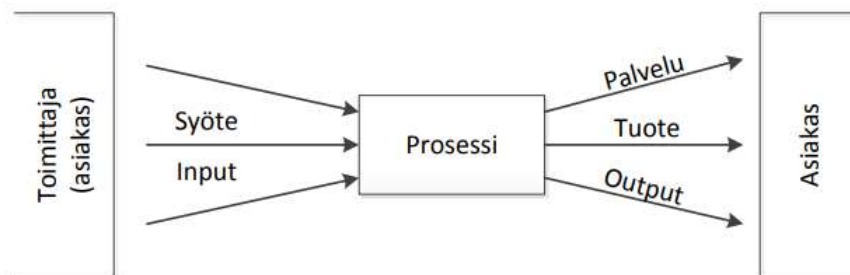 Toimittaja
(asiakas)
Syöte
Input
Prosessi
Palvelu
Tuote
Output
Asiakas